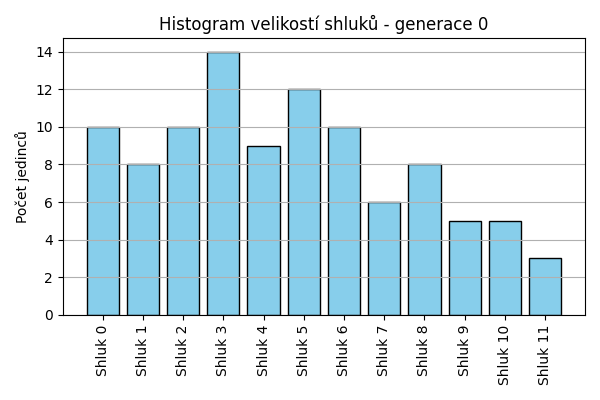 Histogram velikostí shluků - generace 0
Počet jedinců
14
12
10
8
6
4
2
0
Shluk 0
Shluk 1
Shluk 2
Shluk 3
Shluk 4
Shluk 5
Shluk 6
Shluk 7
Shluk 8
Shluk 9
Shluk 10
Shluk 11